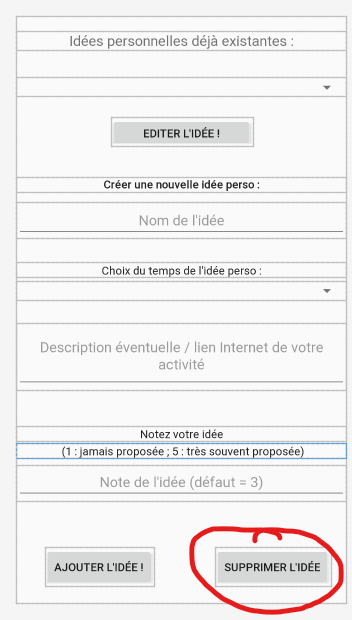 Idées personnelles déjà existantes :
EDITER L'IDÉE !
Créer une nouvelle idée perso :
Nom de l'idée
Choix du temps de l'idée perso :
Description éventuelle / lien Internet de votre
activité
Notez votre idée
(1 : jamais proposée ; 5 : très souvent proposée)
Note de l'idée (défaut = 3)
AJOUTER L'IDÉE !
SUPPRIMER L'IDÉE